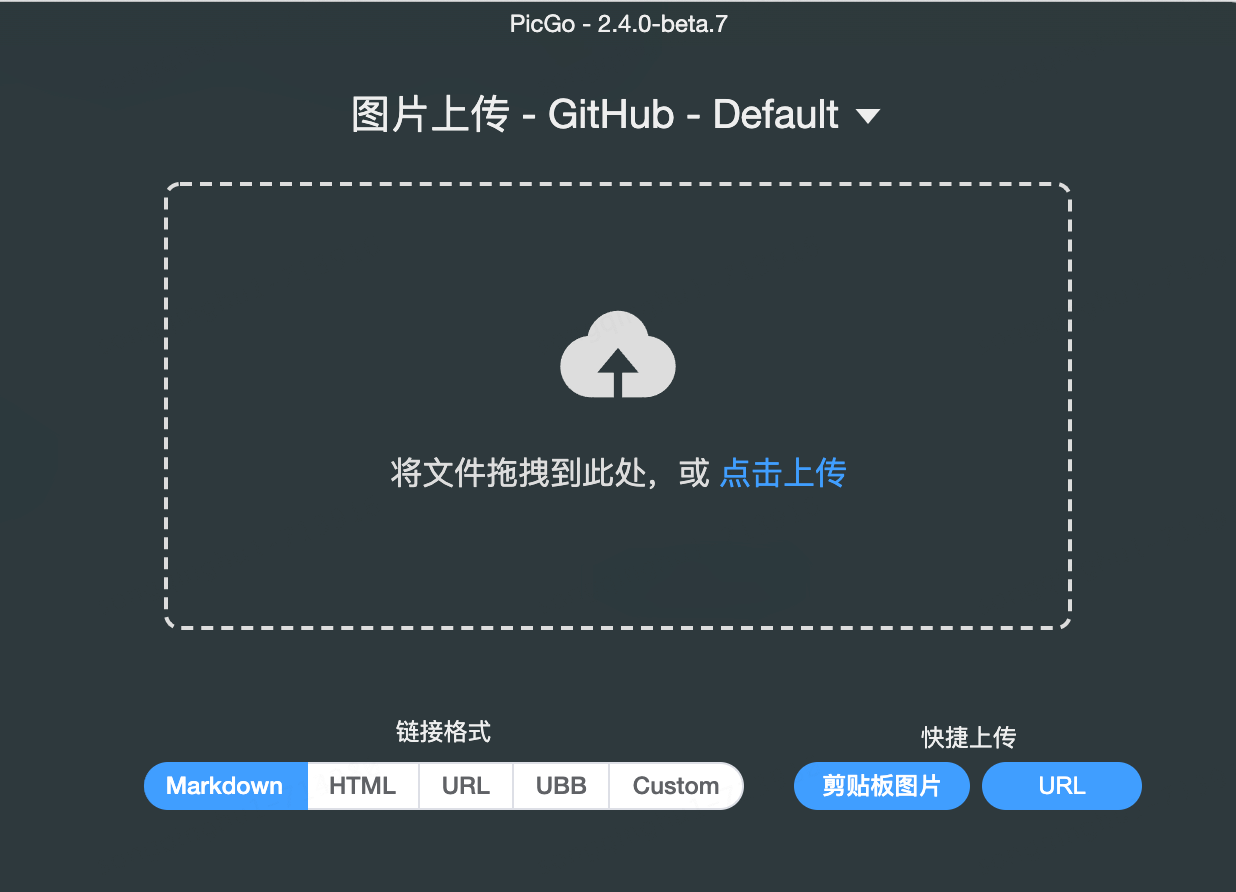 PicGo - 2.4.0-beta.7
图片上传 - GitHub - Default
将文件拖拽到此处，或 点击上传
链接格式
快捷上传
Markdown HTML URL UBB Custom
剪贴板图片 URL